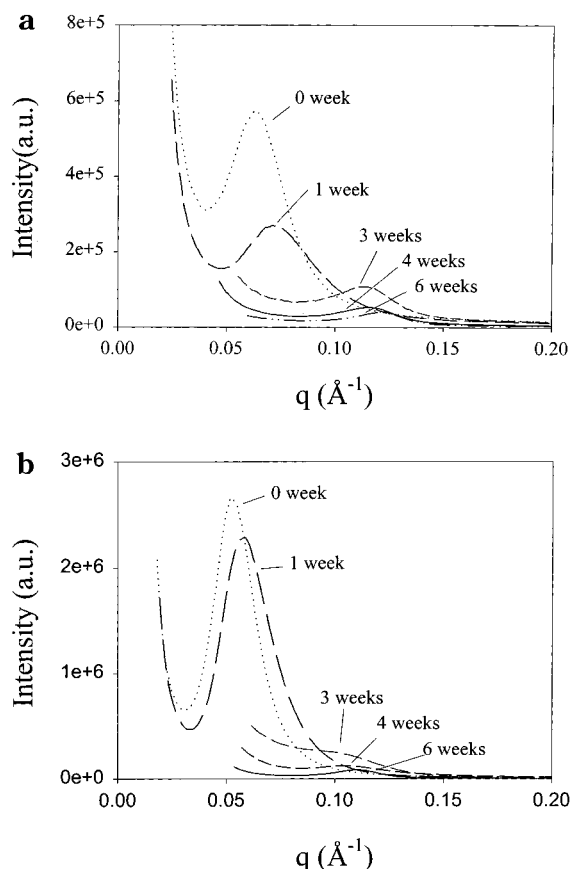 a
8e+5
6e+5
4e+5
2e+5
0e+0
Intensity(a.u.)
0 week
1 week
3 weeks
4 weeks
6 weeks
0.00 0.05 0.10 0.15 0.20
q (Å⁻¹)
b
3e+6
2e+6
1e+6
0e+0
Intensity (a.u.)
0 week
1 week
3 weeks
4 weeks
6 weeks
0.00 0.05 0.10 0.15 0.20
q (Å⁻¹)